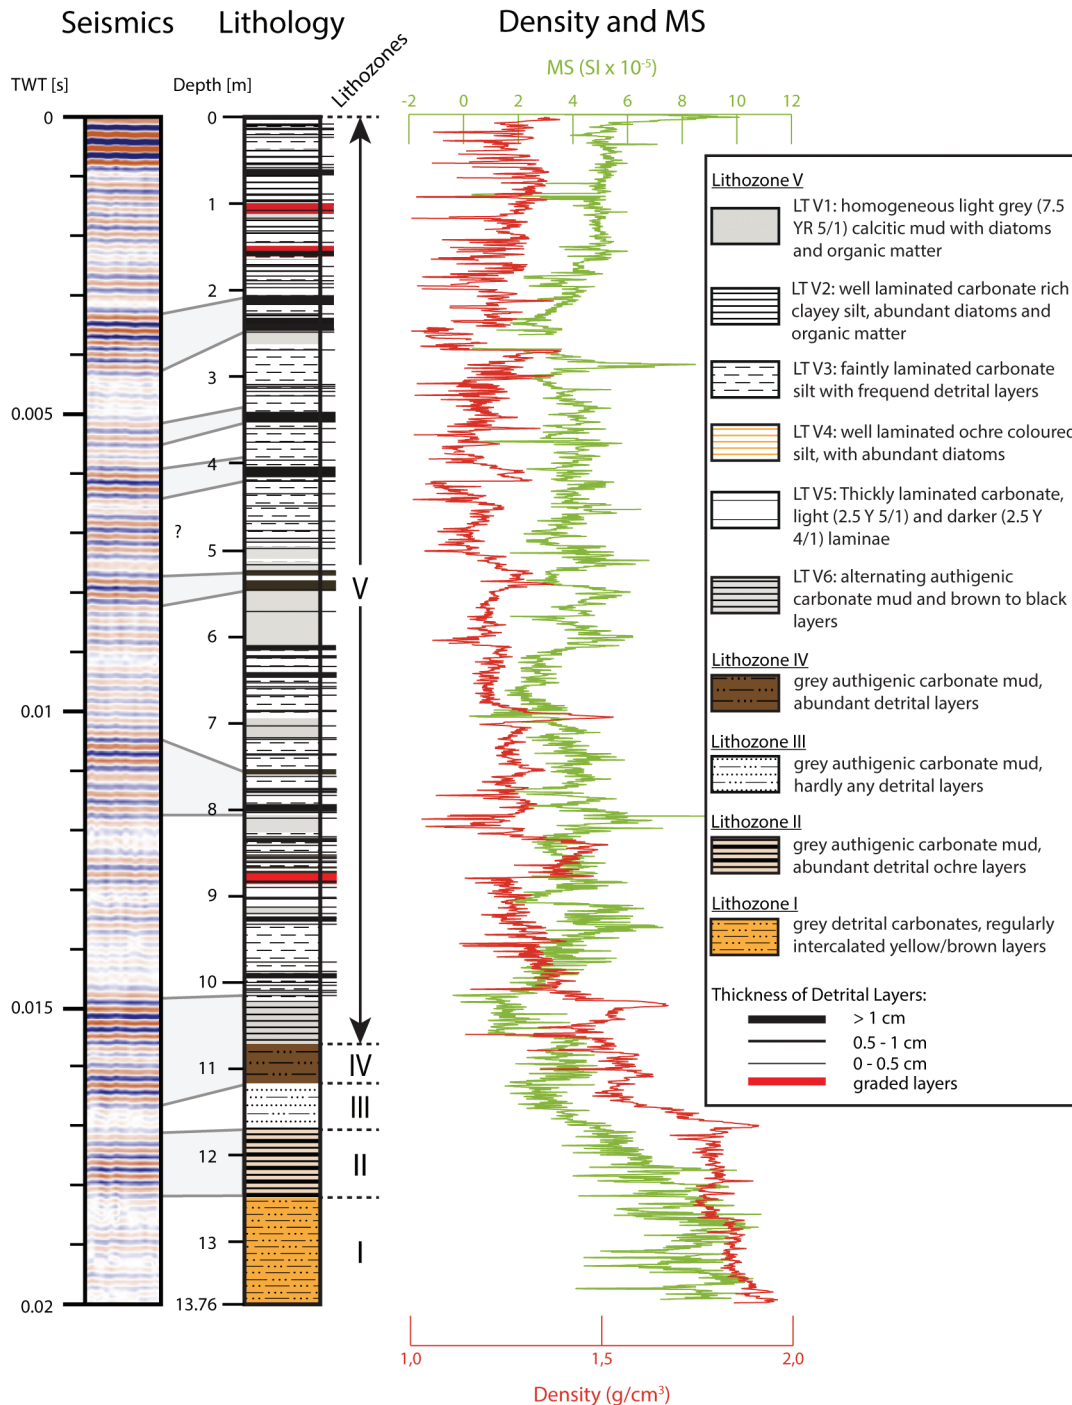 Seismics
Lithology
Density and MS
Lithozones
TWT [s]
Depth [m]
MS (SI x 10-5)
-2 0 2 4 6 8 10 12
0
0.005
0.01
0.015
0.02
?
0
1
2
3
4
5
6
7
8
9
10
11
12
13
13.76
V
IV
III
II
I
Lithozone V
LT V1: homogeneous light grey (7.5
YR 5/1) calcitic mud with diatoms
and organic matter
LT V2: well laminated carbonate rich
clayey silt, abundant diatoms and
organic matter
LT V3: faintly laminated carbonate
silt with frequend detrital layers
LT V4: well laminated ochre coloured
silt, with abundant diatoms
LT V5: Thickly laminated carbonate,
light (2.5 Y 5/1) and darker (2.5 Y
4/1) laminae
LT V6: alternating authigenic
carbonate mud and brown to black
layers
Lithozone IV
grey authigenic carbonate mud,
abundant detrital layers
Lithozone III
grey authigenic carbonate mud,
hardly any detrital layers
Lithozone II
grey authigenic carbonate mud,
abundant detrital ochre layers
Lithozone I
grey detrital carbonates, regularly
intercalated yellow/brown layers
Thickness of Detrital Layers:
> 1 cm
0.5 - 1 cm
0 - 0.5 cm
graded layers
1,0 1,5 2,0
Density (g/cm3)